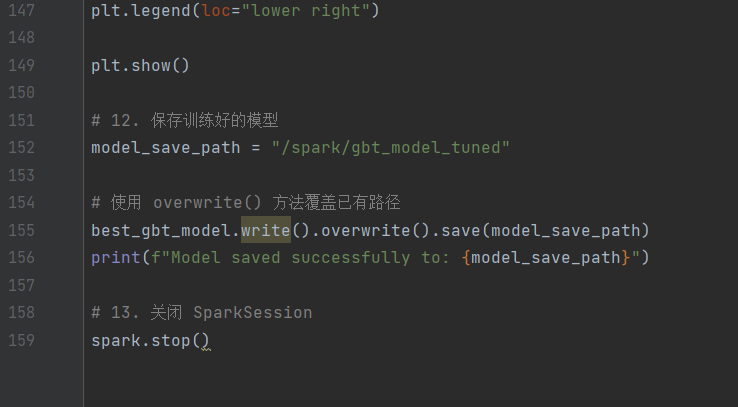 147 plt.legend(loc="lower right")
148
149 plt.show()
150
151 # 12. 保存训练好的模型
152 model_save_path = "/spark/gbt_model_tuned"
153
154 # 使用 overwrite() 方法覆盖已有路径
155 best_gbt_model.write().overwrite().save(model_save_path)
156 print(f"Model saved successfully to: {model_save_path}")
157
158 # 13. 关闭 SparkSession
159 spark.stop()